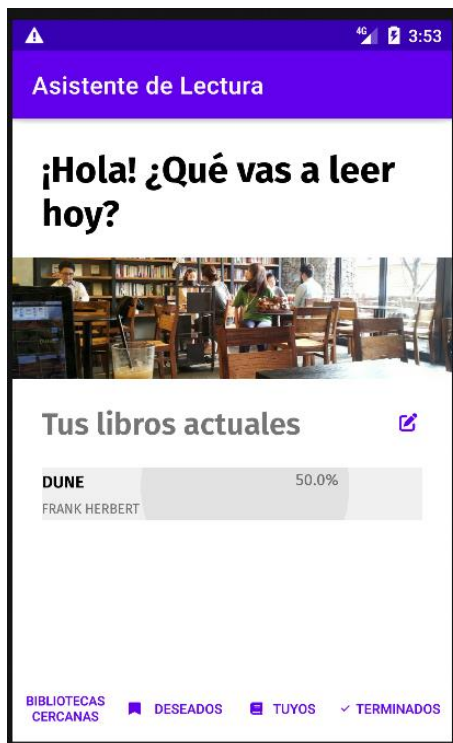 4G 3:53
Asistente de Lectura
¡Hola! ¿Qué vas a leer
hoy?
Tus libros actuales
DUNE 50.0%
FRANK HERBERT
BIBLIOTECAS
CERCANAS DESEADOS TUYOS TERMINADOS